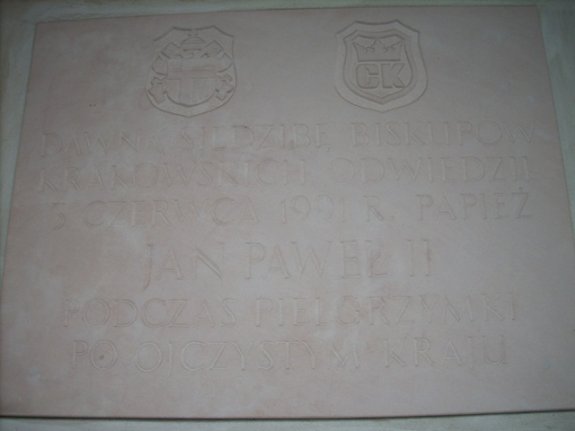 CK
DAWNĄ SIEDZIBĘ BISKUPÓW
KRAKOWSKICH ODWIEDZIŁ
3 CZERWCA 1991 R. PAPIEŻ
JAN PAWEŁ II
PODCZAS PIELGRZYMKI
PO OJCZYSTYM KRAJU